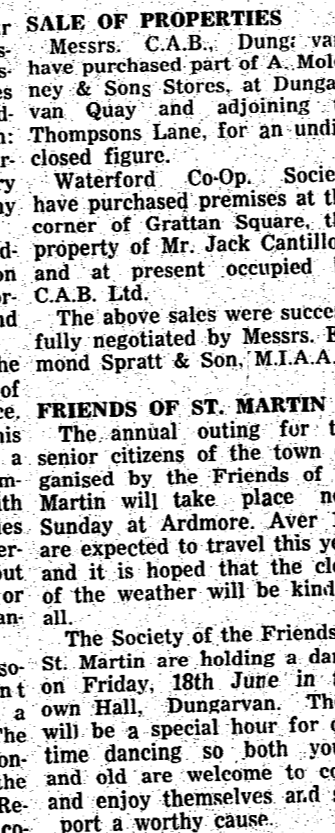 SALE OF PROPERTIES
Messrs. C.A.B., Dung: va
have purchased part of A. Mol
ney & Sons Stores, at Dunga
van Quay and adjoining
Thompsons Lane, for an undi
closed figure.
Waterford Co-Op. Socie
have purchased premises at t
corner of Grattan Square, t
property of Mr. Jack Cantillo
and at present occupied
C.A.B. Ltd.
The above sales were succe
fully negotiated by Messrs. E
mond Spratt & Son, M.I.A.A.
FRIENDS OF ST. MARTIN
The annual outing for t
senior citizens of the town
ganised by the Friends of
Martin will take place n
Sunday at Ardmore. Aver
are expected to travel this y
and it is hoped that the cl
of the weather will be kind
all.
The Society of the Friends
St. Martin are holding a da
on Friday, 18th June in
own Hall, Dungarvan. Th
will be a special hour for
time dancing so both yo
and old are welcome to co
and enjoy themselves and
port a worthy cause.